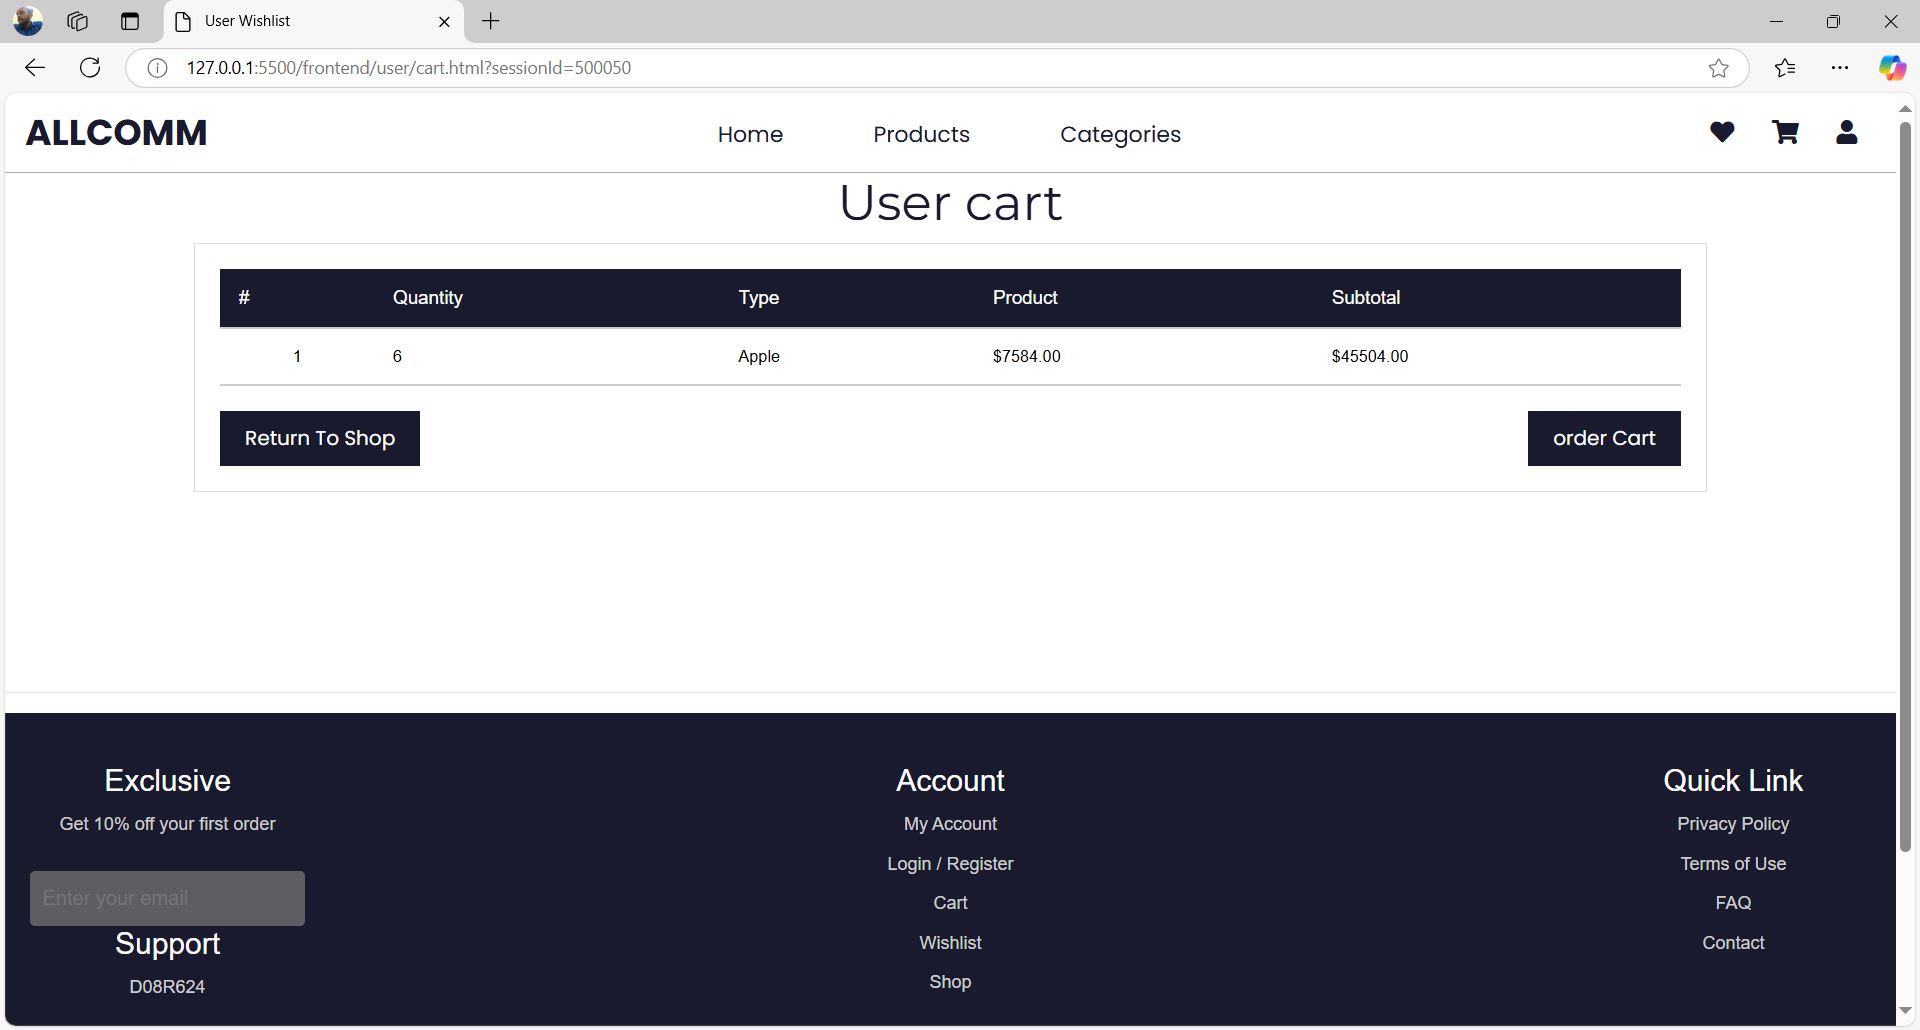 User Wishlist
127.0.0.1:5500/frontend/user/cart.html?sessionId=500050
ALLCOMM
Home Products Categories
User cart
# Quantity Type Product Subtotal
1 6 Apple $7584.00 $45504.00
Return To Shop order Cart
Exclusive
Get 10% off your first order
Enter your email
Support
D08R624
Account
My Account
Login / Register
Cart
Wishlist
Shop
Quick Link
Privacy Policy
Terms of Use
FAQ
Contact